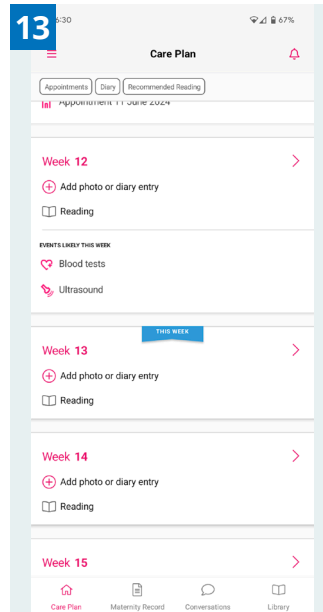 13
6:30
67%
Care Plan
Appointments Diary Recommended Reading
Appointment 11 June 2024
Week 12
Add photo or diary entry
Reading
EVENTS LIKELY THIS WEEK
Blood tests
Ultrasound
THIS WEEK
Week 13
Add photo or diary entry
Reading
Week 14
Add photo or diary entry
Reading
Week 15
Care Plan Maternity Record Conversations Library